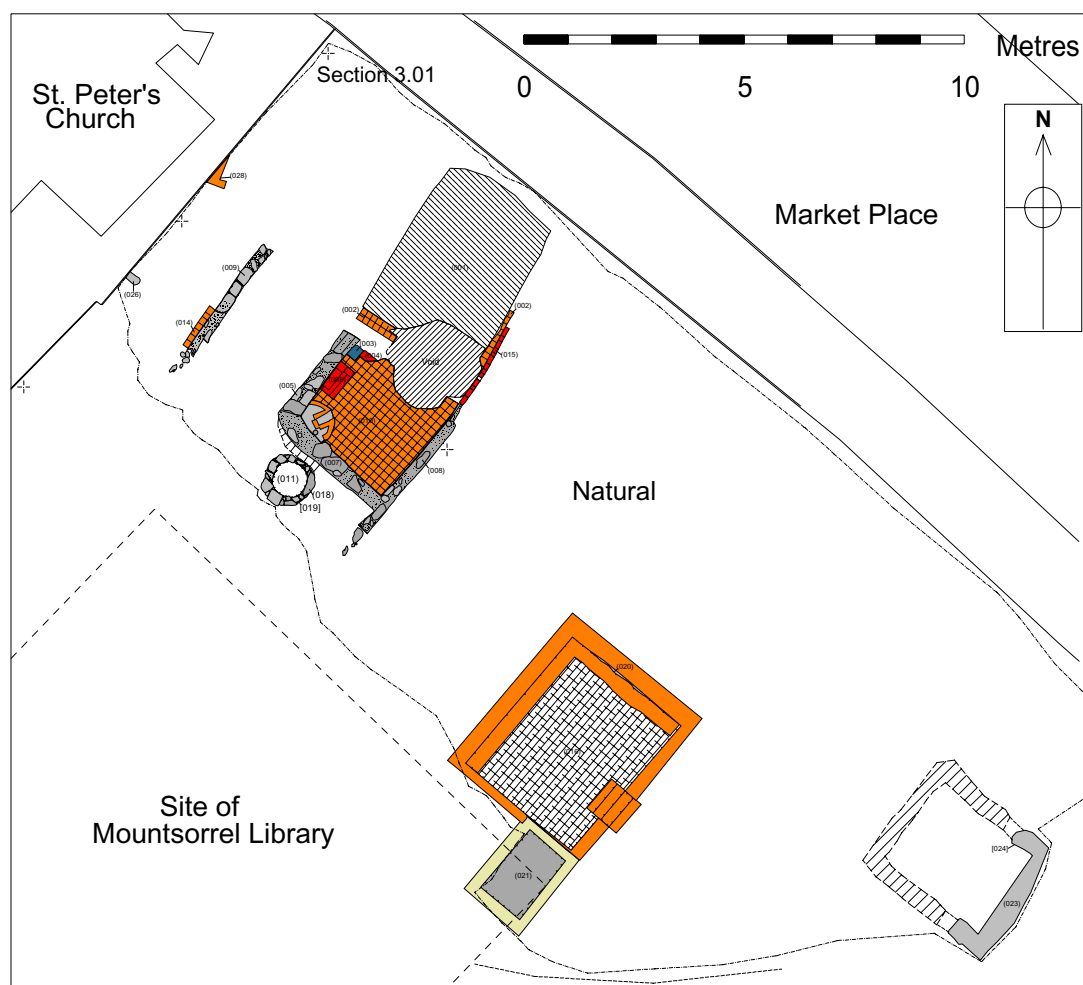 Metres
Section 3.01
0 5 10
St. Peter's
Church
N
(028)
Market Place
(009)
(001)
(026)
(002)
(002)
(014)
(003)
(015)
(004)
Void
(005)
(007)
(008)
(011)
(018)
[019]
Natural
(020)
Site of
Mountsorrel Library
[024]
(021)
(023)